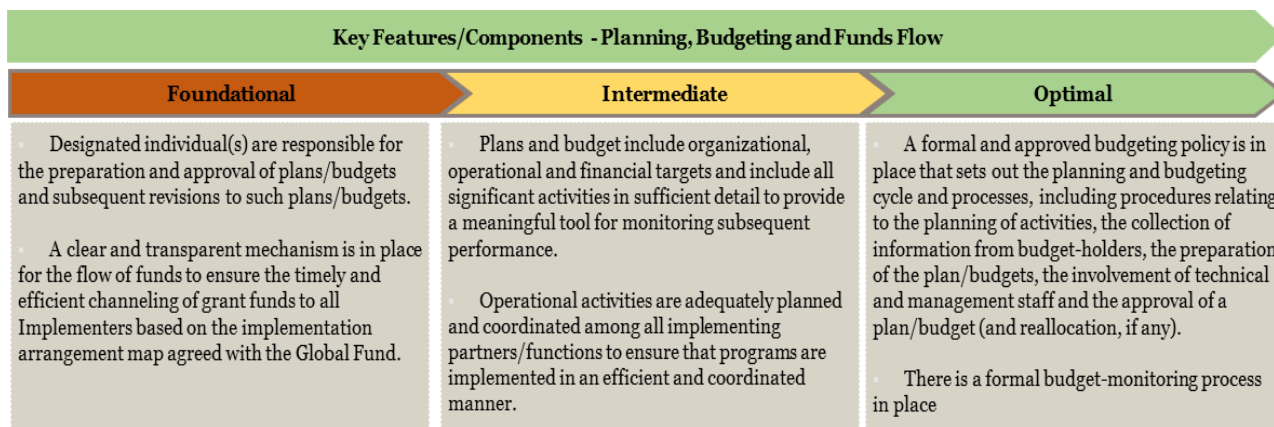 Key Features/Components - Planning, Budgeting and Funds Flow
Foundational
Intermediate
Optimal
Designated individual(s) are responsible for
the preparation and approval of plans/budgets
and subsequent revisions to such plans/budgets.
A clear and transparent mechanism is in place
for the flow of funds to ensure the timely and
efficient channeling of grant funds to all
Implementers based on the implementation
arrangement map agreed with the Global Fund.
Plans and budget include organizational,
operational and financial targets and include all
significant activities in sufficient detail to provide
a meaningful tool for monitoring subsequent
performance.
Operational activities are adequately planned
and coordinated among all implementing
partners/functions to ensure that programs are
implemented in an efficient and coordinated
manner.
A formal and approved budgeting policy is in
place that sets out the planning and budgeting
cycle and processes, including procedures relating
to the planning of activities, the collection of
information from budget-holders, the preparation
of the plan/budgets, the involvement of technical
and management staff and the approval of a
plan/budget (and reallocation, if any).
There is a formal budget-monitoring process
in place